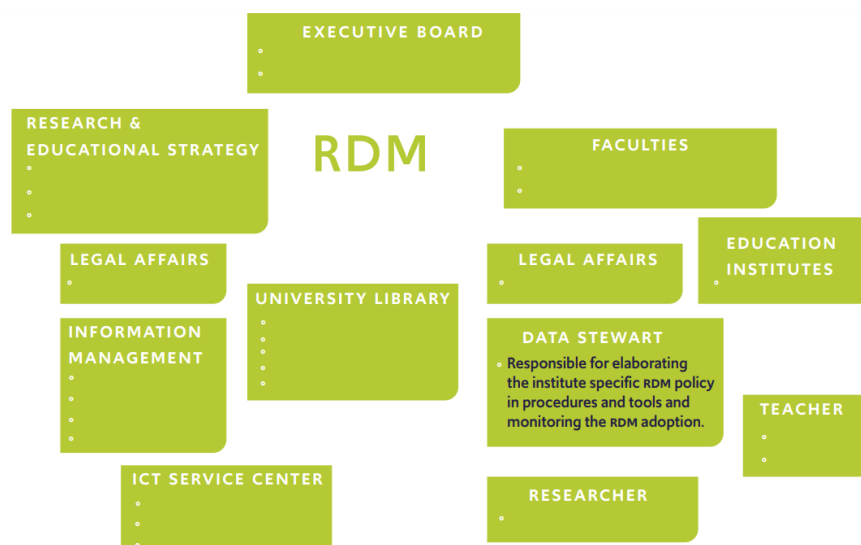 EXECUTIVE BOARD
RESEARCH &
EDUCATIONAL STRATEGY
RDM
FACULTIES
LEGAL AFFAIRS
LEGAL AFFAIRS
EDUCATION
INSTITUTES
UNIVERSITY LIBRARY
INFORMATION
MANAGEMENT
DATA STEWART
Responsible for elaborating
the institute specific RDM policy
in procedures and tools and
monitoring the RDM adoption.
TEACHER
ICT SERVICE CENTER
RESEARCHER